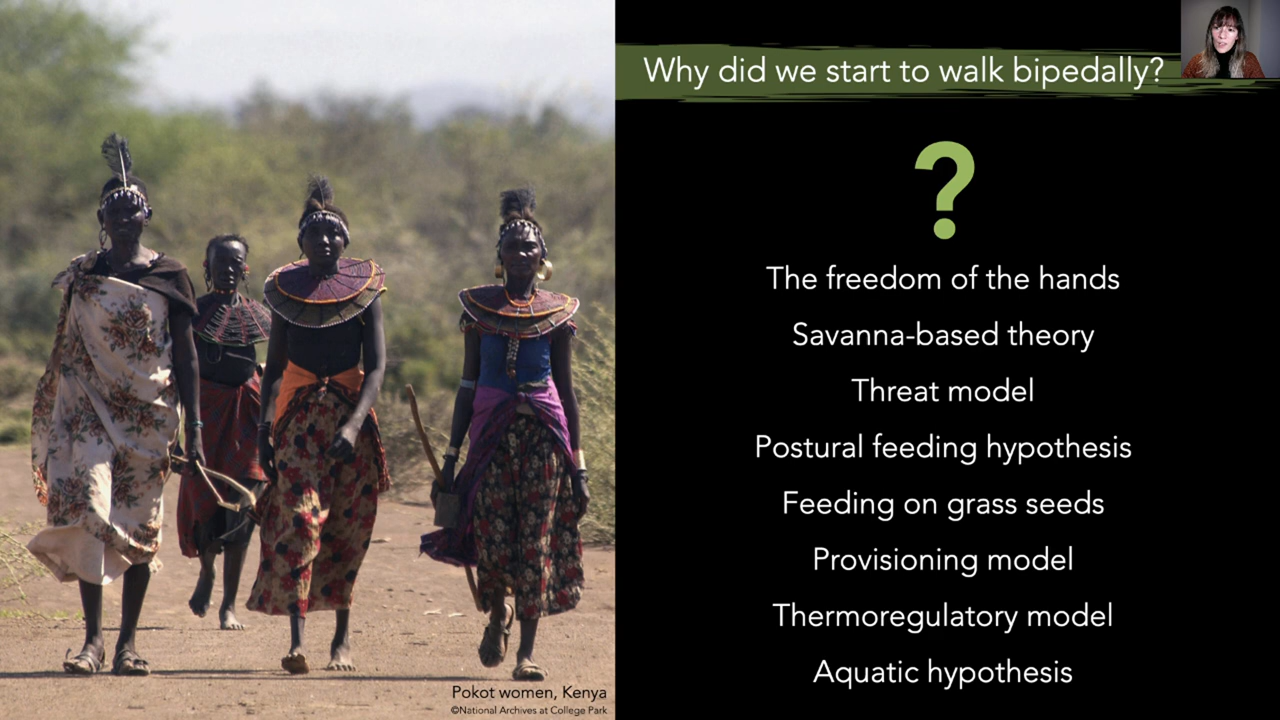 Why did we start to walk bipedally?
?
The freedom of the hands
Savanna-based theory
Threat model
Postural feeding hypothesis
Feeding on grass seeds
Provisioning model
Thermoregulatory model
Aquatic hypothesis
Pokot women, Kenya
©National Archives at College Park